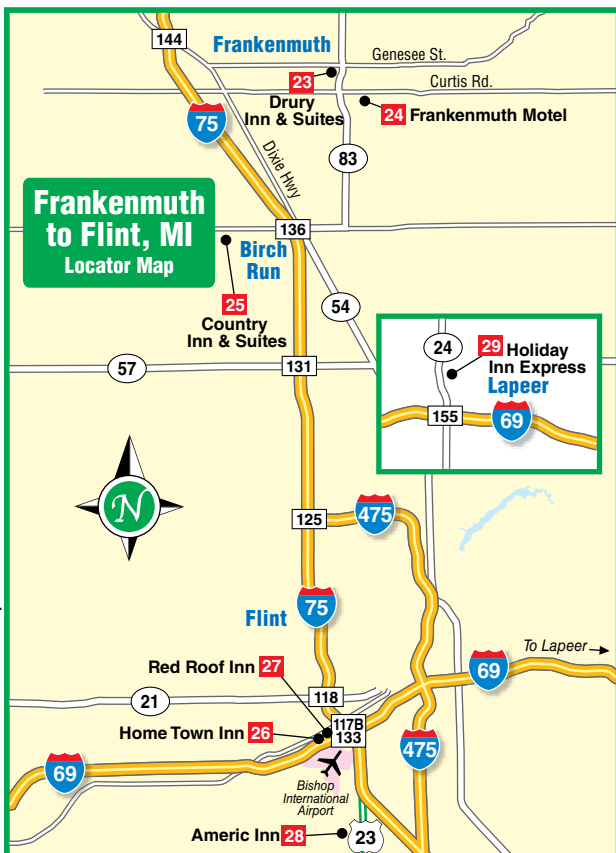 144
Frankenmuth
Genesee St.
23
Drury
Inn & Suites
Curtis Rd.
24 Frankenmuth Motel
75
Dixie Hwy
83
Frankenmuth
to Flint, MI
Locator Map
136
Birch
Run
25
Country
Inn & Suites
54
57
131
24
29 Holiday
Inn Express
Lapeer
155
69
N
125
475
75
Flint
To Lapeer
69
Red Roof Inn 27
21
118
117B
133
Home Town Inn 26
475
69
Bishop
International
Airport
Americ Inn 28
23